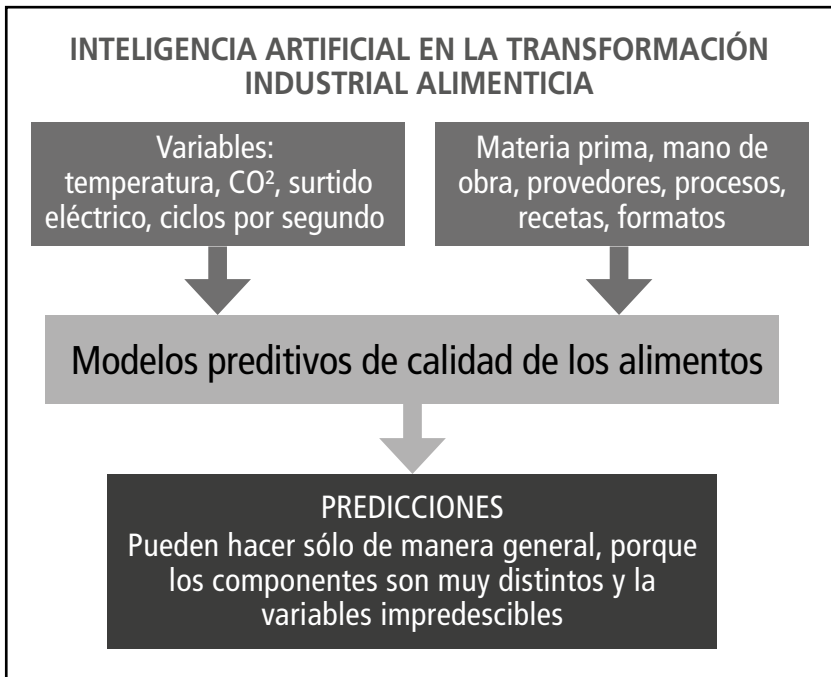 INTELIGENCIA ARTIFICIAL EN LA TRANSFORMACIÓN
INDUSTRIAL ALIMENTICIA
Variables:
temperatura, CO², surtido
eléctrico, ciclos por segundo
Materia prima, mano de
obra, provedores, procesos,
recetas, formatos
Modelos preditivos de calidad de los alimentos
PREDICCIONES
Pueden hacer sólo de manera general, porque
los componentes son muy distintos y la
variables impredescibles